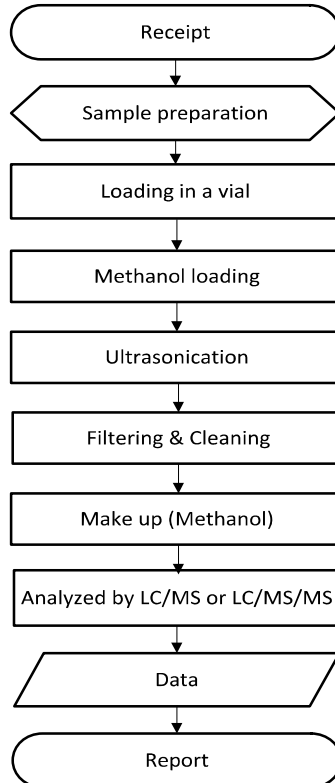 Receipt
Sample preparation
Loading in a vial
Methanol loading
Ultrasonication
Filtering & Cleaning
Make up (Methanol)
Analyzed by LC/MS or LC/MS/MS
Data
Report